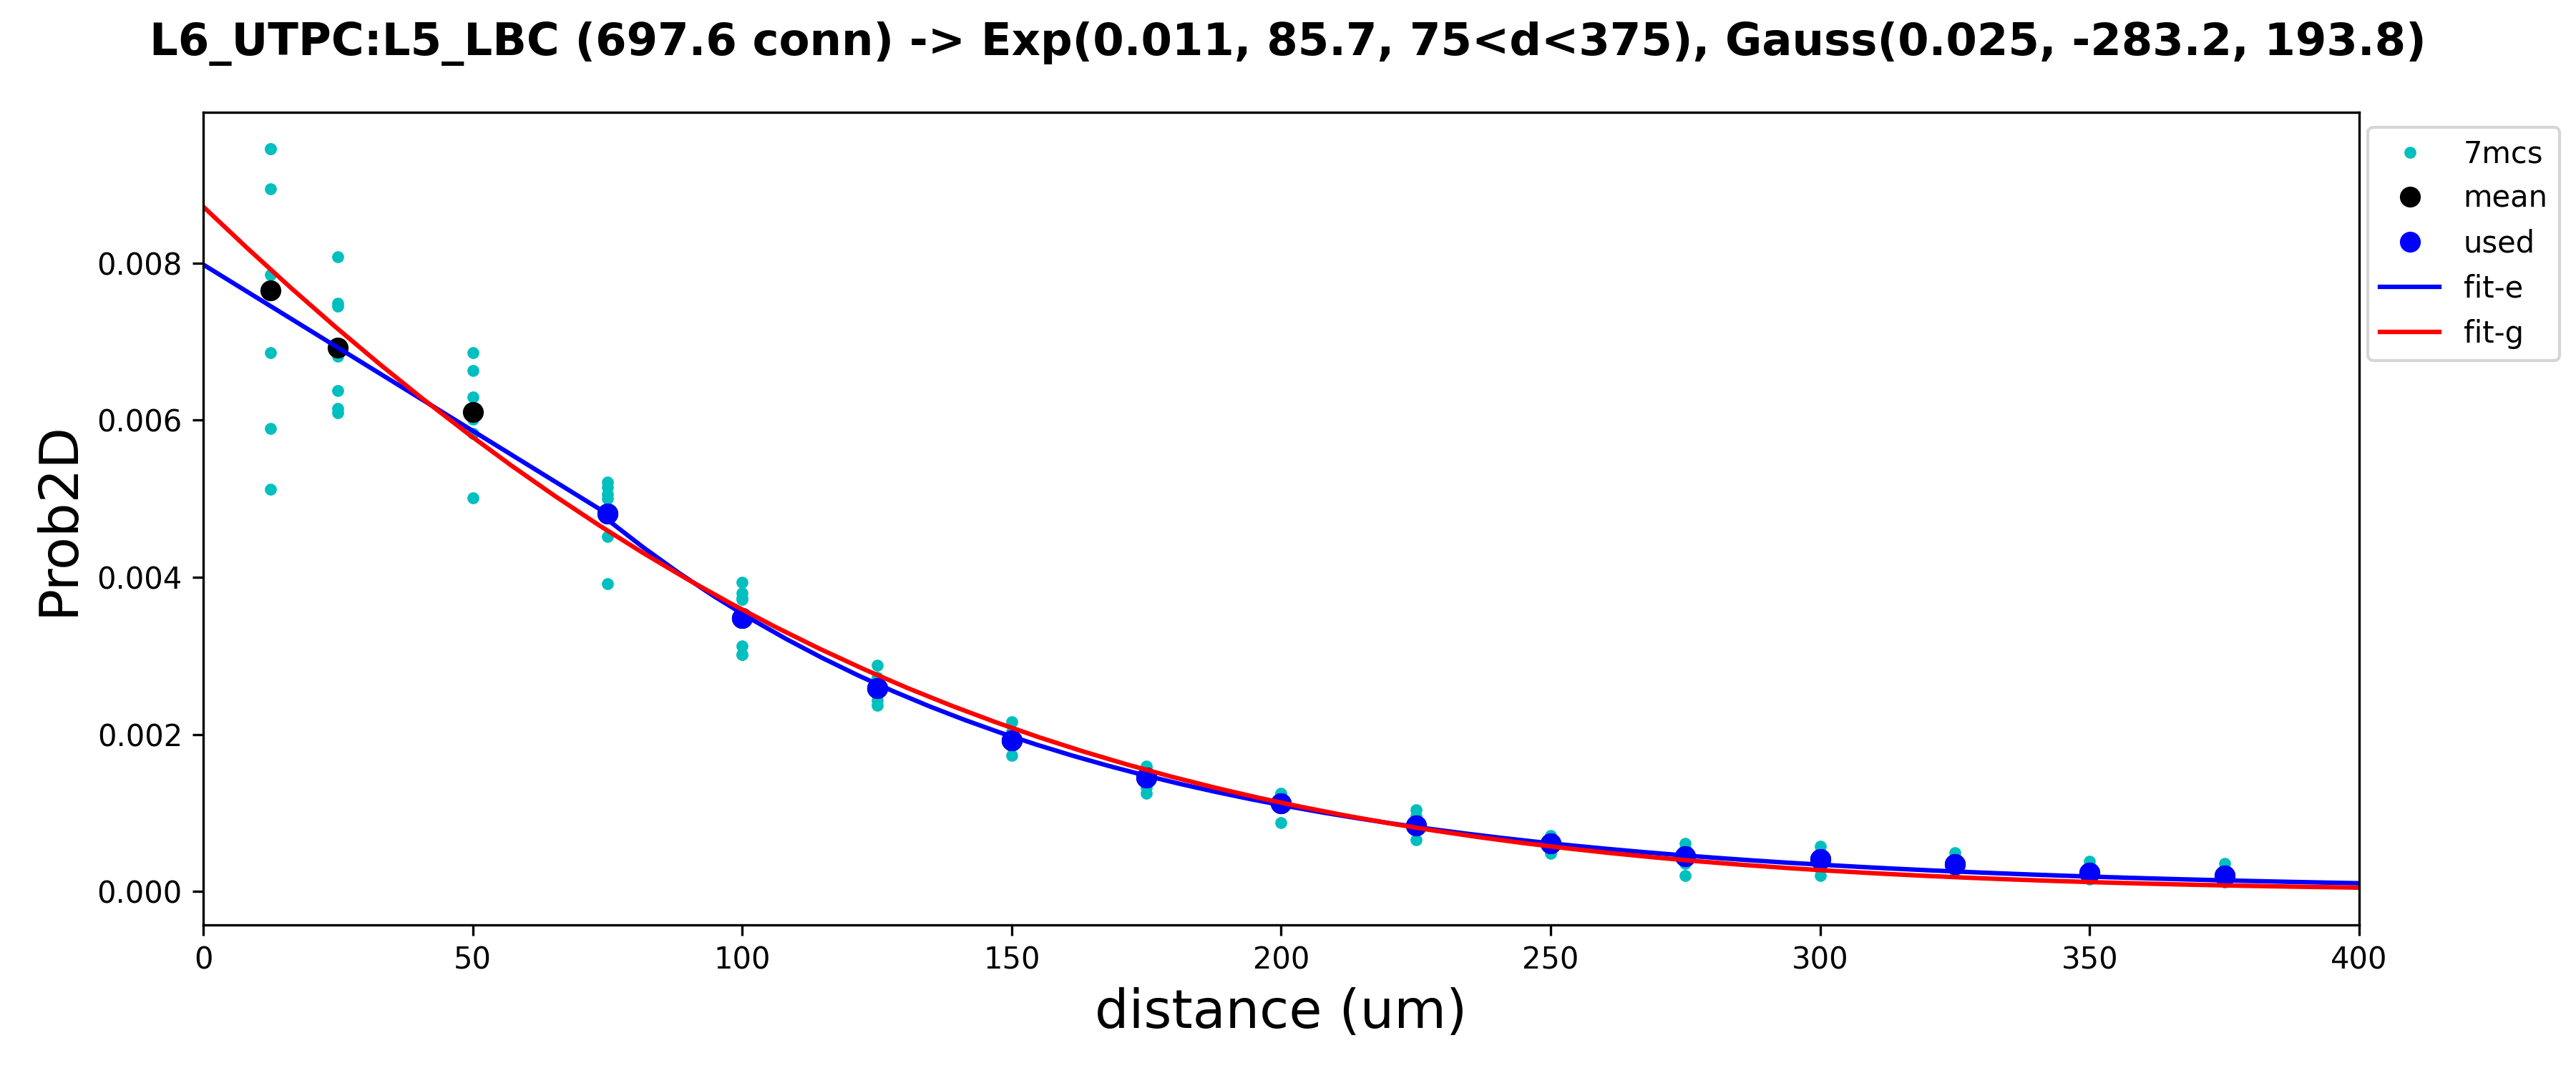 L6_UTPC:L5_LBC (697.6 conn) -> Exp(0.011, 85.7, 75<d<375), Gauss(0.025, -283.2, 193.8)
7mcs
mean
used
fit-e
fit-g
Prob2D
0.008
0.006
0.004
0.002
0.000
0 50 100 150 200 250 300 350 400
distance (um)